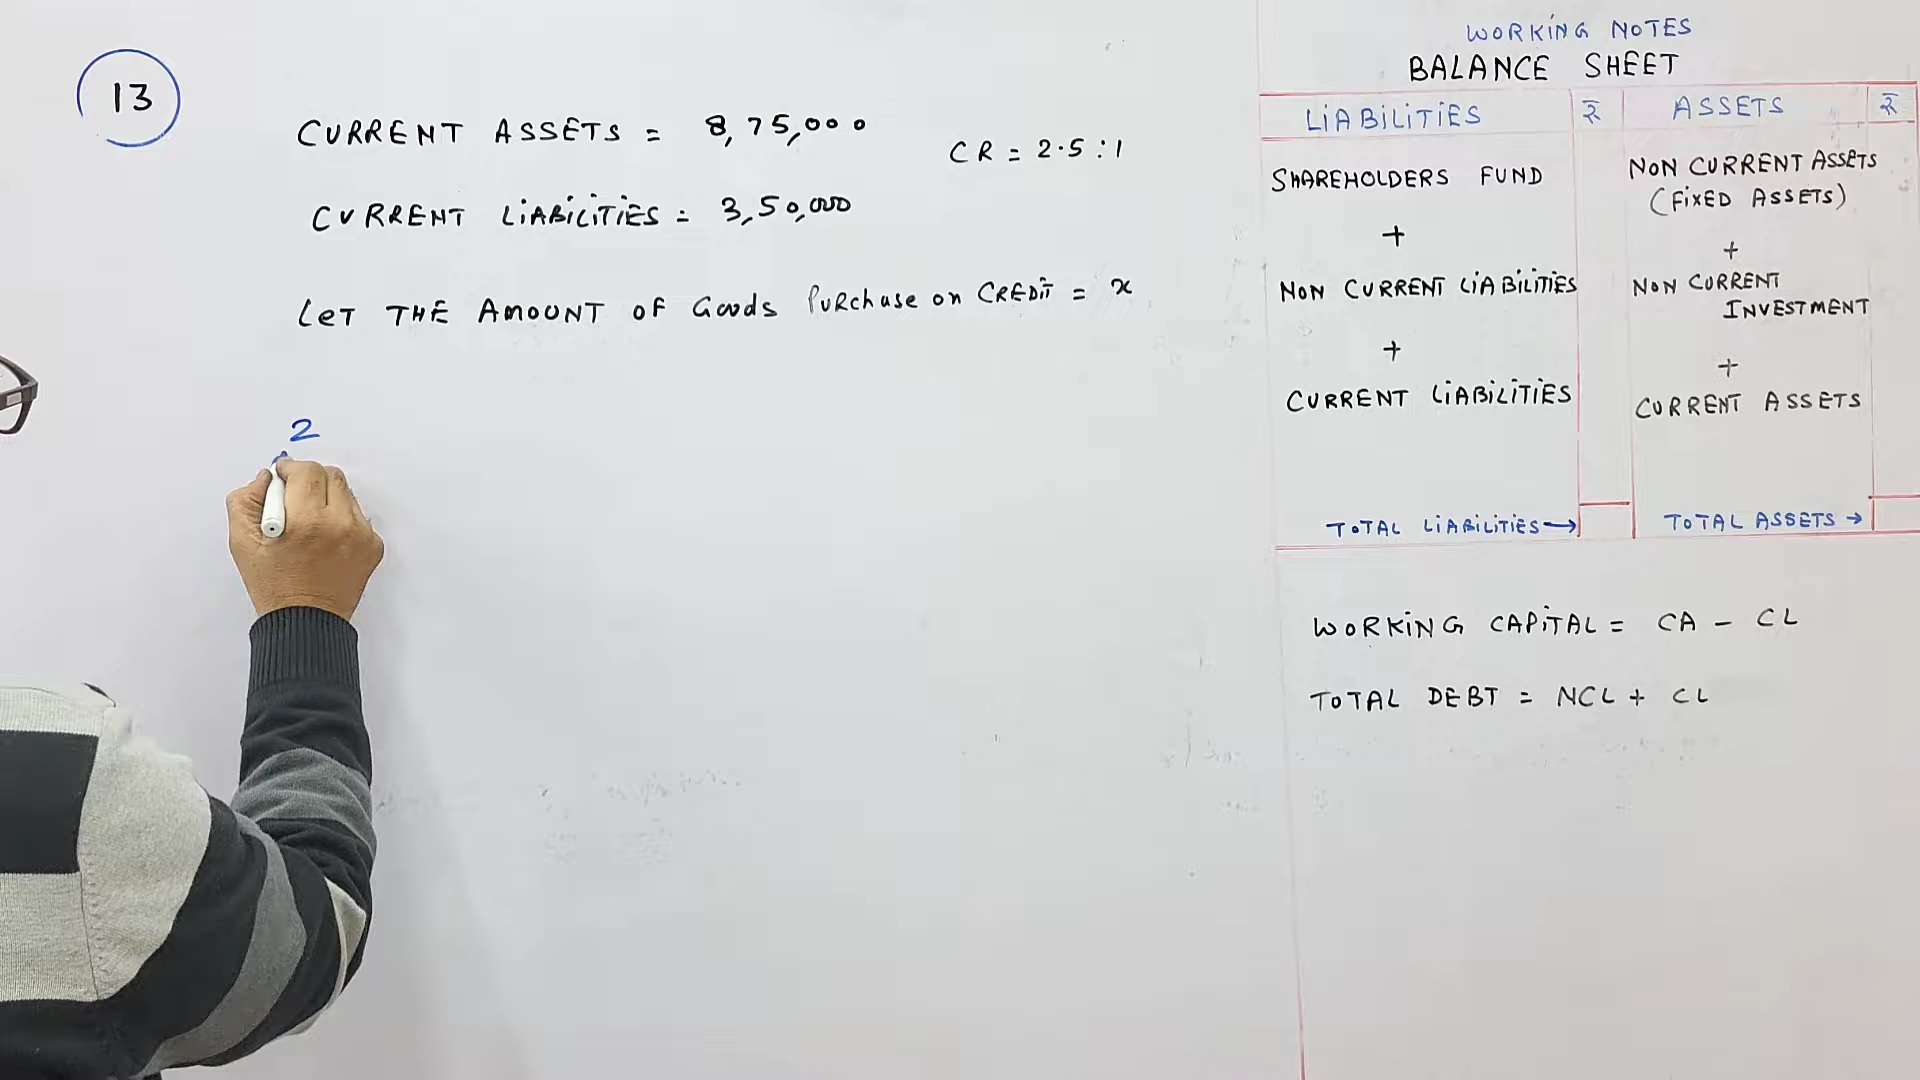 13
CURRENT ASSETS = 8,75,000
CR = 2.5 : 1
CURRENT LIABILITIES = 3,50,000
LET THE AMOUNT OF Goods Purchase on CREDIT = x
2
WORKING NOTES
BALANCE SHEET
LIABILITIES ₹ ASSETS ₹
SHAREHOLDERS FUND
+
NON CURRENT LIABILITIES
+
CURRENT LIABILITIES
TOTAL LIABILITIES →
NON CURRENT ASSETS
(FIXED ASSETS)
+
NON CURRENT
INVESTMENT
+
CURRENT ASSETS
TOTAL ASSETS →
WORKING CAPITAL = CA - CL
TOTAL DEBT = NCL + CL